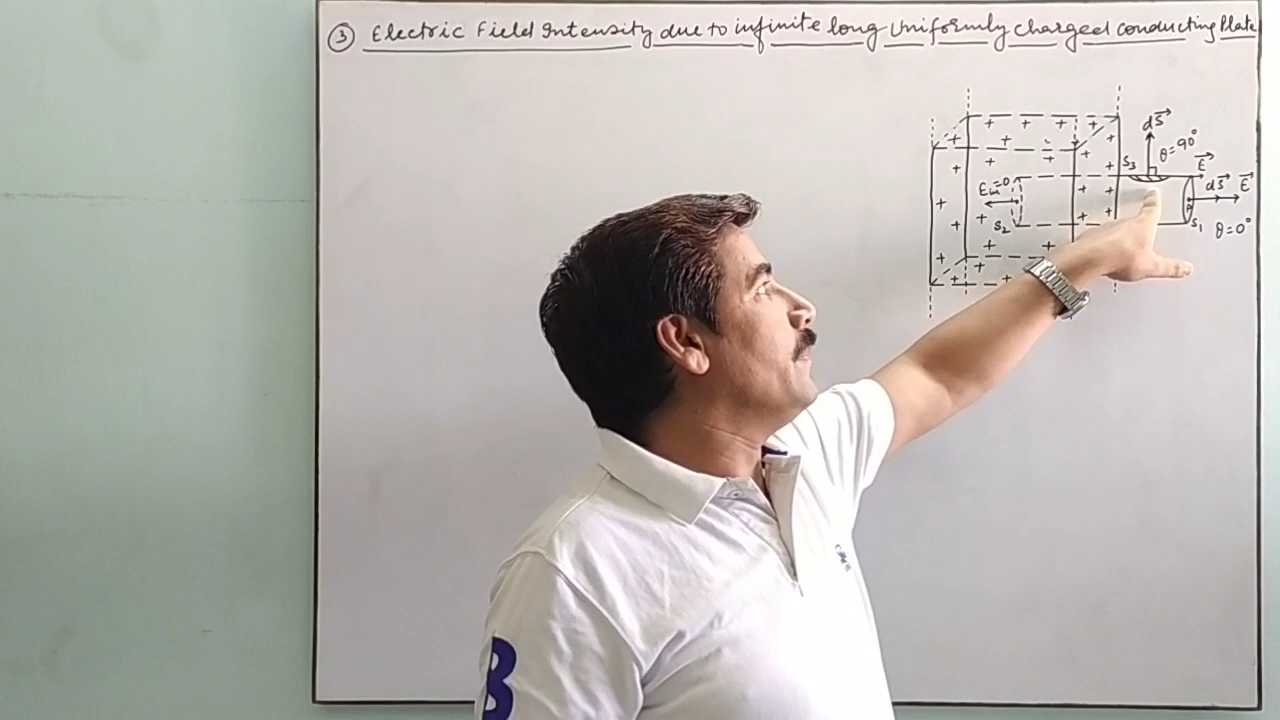 ③ Electric Field Intensity due to infinite long Uniformly charged conducting Plate
dS
θ=90°
S3
E
Ein=0
dS E
P
S2
S1
θ=0°